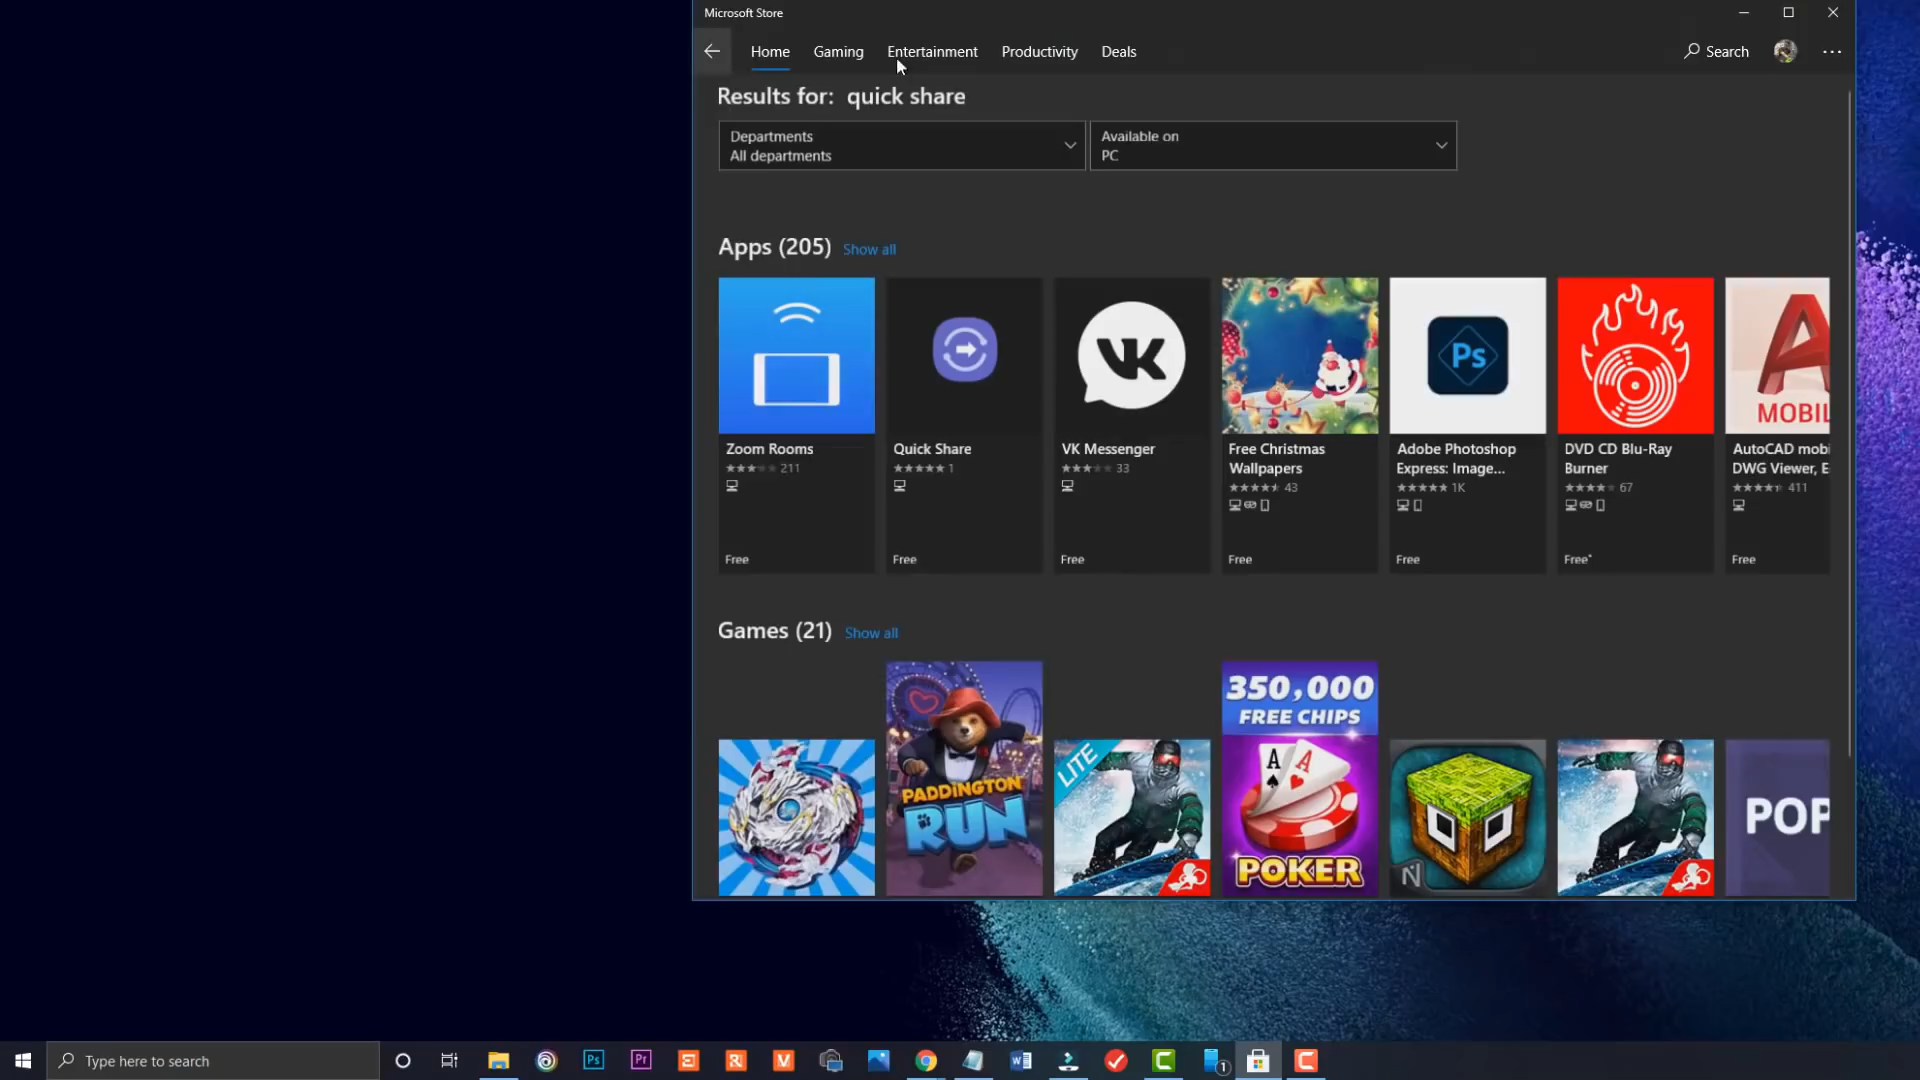 Microsoft Store
Home Gaming Entertainment Productivity Deals Search
Results for: quick share
Departments
All departments
Available on
PC
Apps (205) Show all
Zoom Rooms
211
Free
Quick Share
1
Free
VK Messenger
33
Free
Free Christmas
Wallpapers
43
Free
Ps
Adobe Photoshop
Express: Image...
1K
Free
DVD CD Blu-Ray
Burner
67
Free*
A
MOBIL
AutoCAD mobi
DWG Viewer, E
411
Free
Games (21) Show all
PADDINGTON
RUN
LITE
350,000
FREE CHIPS
A A
POKER
N
POP
Type here to search
Ps
Pr
1